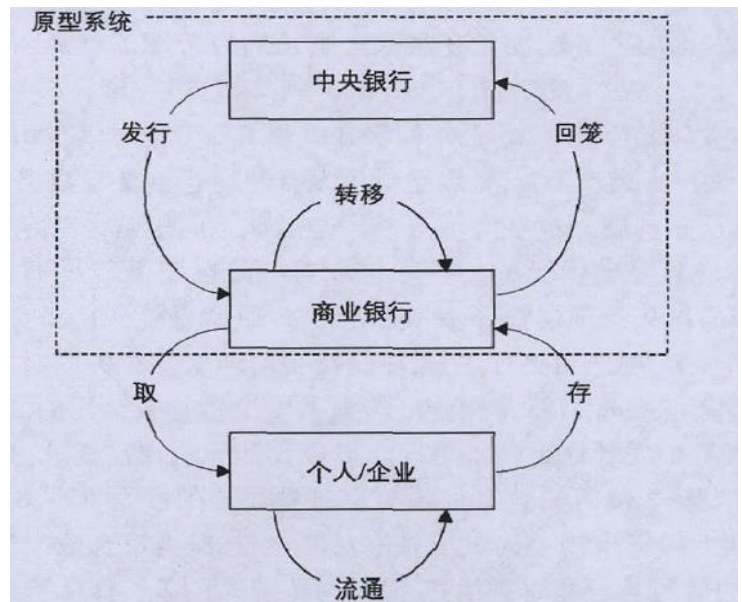 原型系统
中央银行
发行
回笼
转移
商业银行
取
存
个人/企业
流通